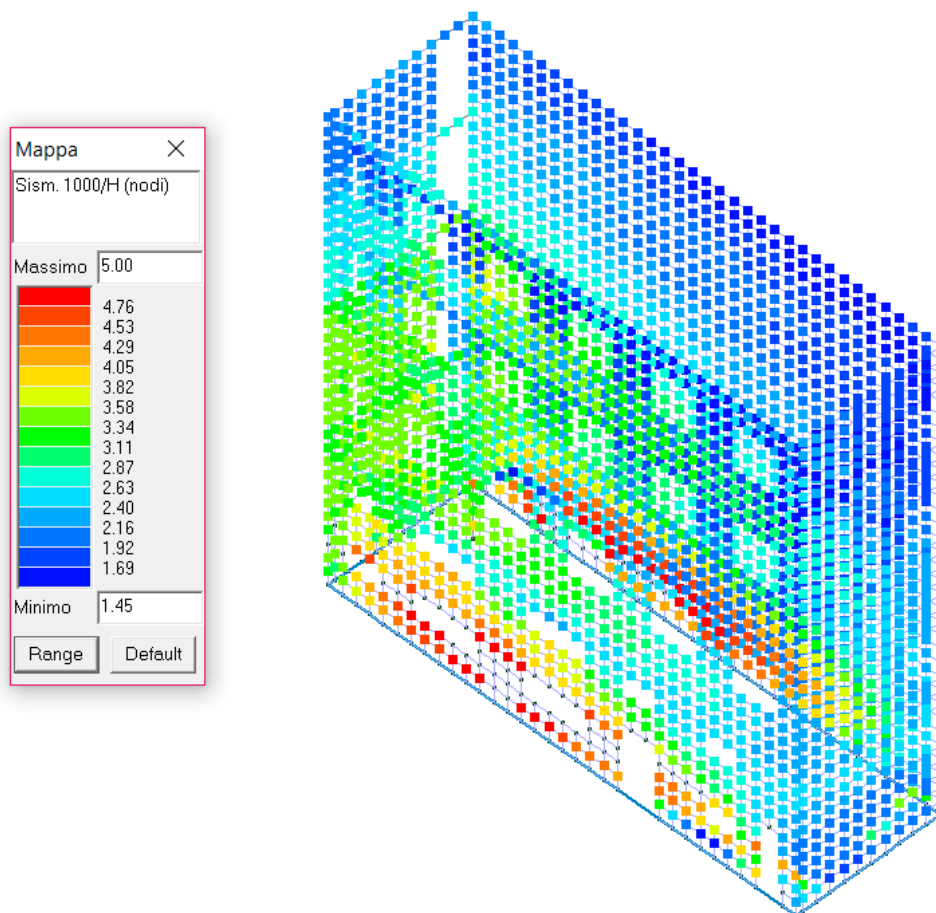 Mappa
Sism. 1000/H (nodi)
Massimo 5.00
4.76
4.53
4.29
4.05
3.82
3.58
3.34
3.11
2.87
2.63
2.40
2.16
1.92
1.69
Minimo 1.45
Range Default